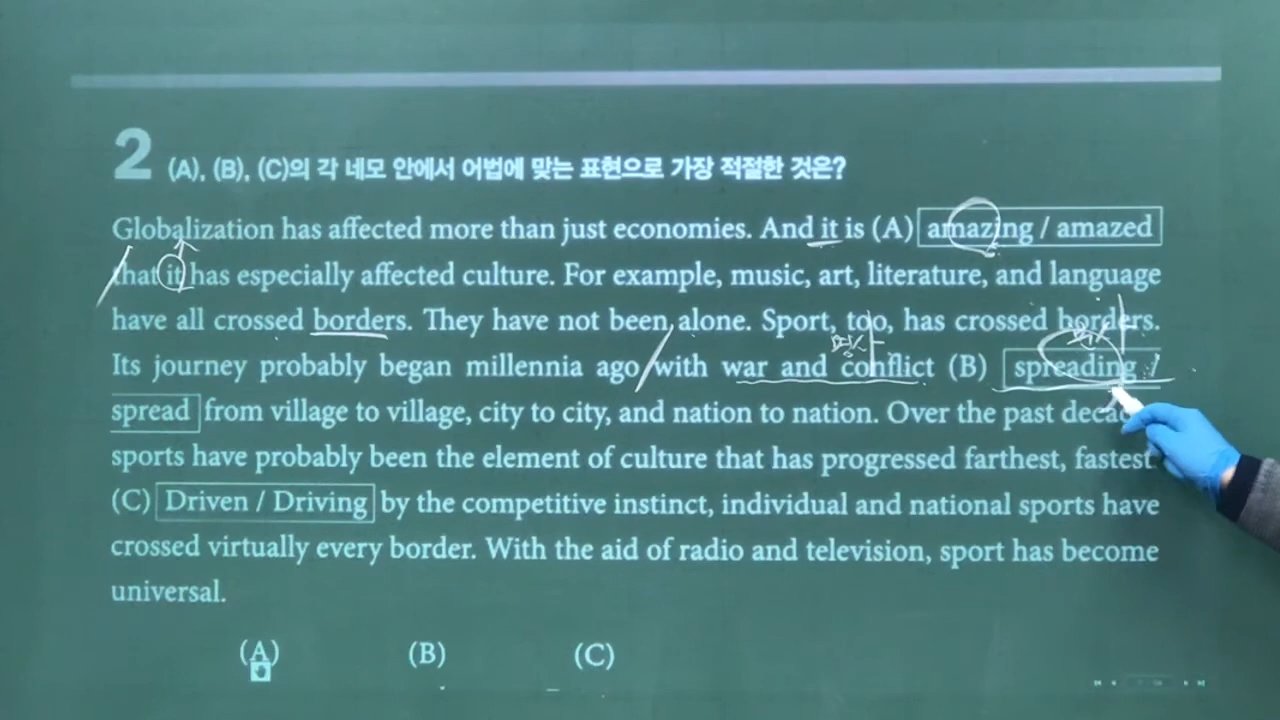 2 (A), (B), (C)의 각 네모 안에서 어법에 맞는 표현으로 가장 적절한 것은?
Globalization has affected more than just economies. And it is (A) amazing / amazed
that it has especially affected culture. For example, music, art, literature, and language
have all crossed borders. They have not been alone. Sport, too, has crossed borders.
Its journey probably began millennia ago with war and conflict (B) spreading /
spread from village to village, city to city, and nation to nation. Over the past
sports have probably been the element of culture that has progressed farthest, fastest
(C) Driven / Driving by the competitive instinct, individual and national sports have
crossed virtually every border. With the aid of radio and television, sport has become
universal.
(A) (B) (C)